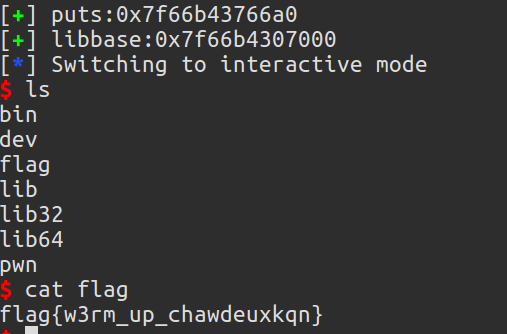 [+] puts:0x7f66b43766a0
[+] libbase:0x7f66b4307000
[*] Switching to interactive mode
$ ls
bin
dev
flag
lib
lib32
lib64
pwn
$ cat flag
flag{w3rm_up_chawdeuxkqn}